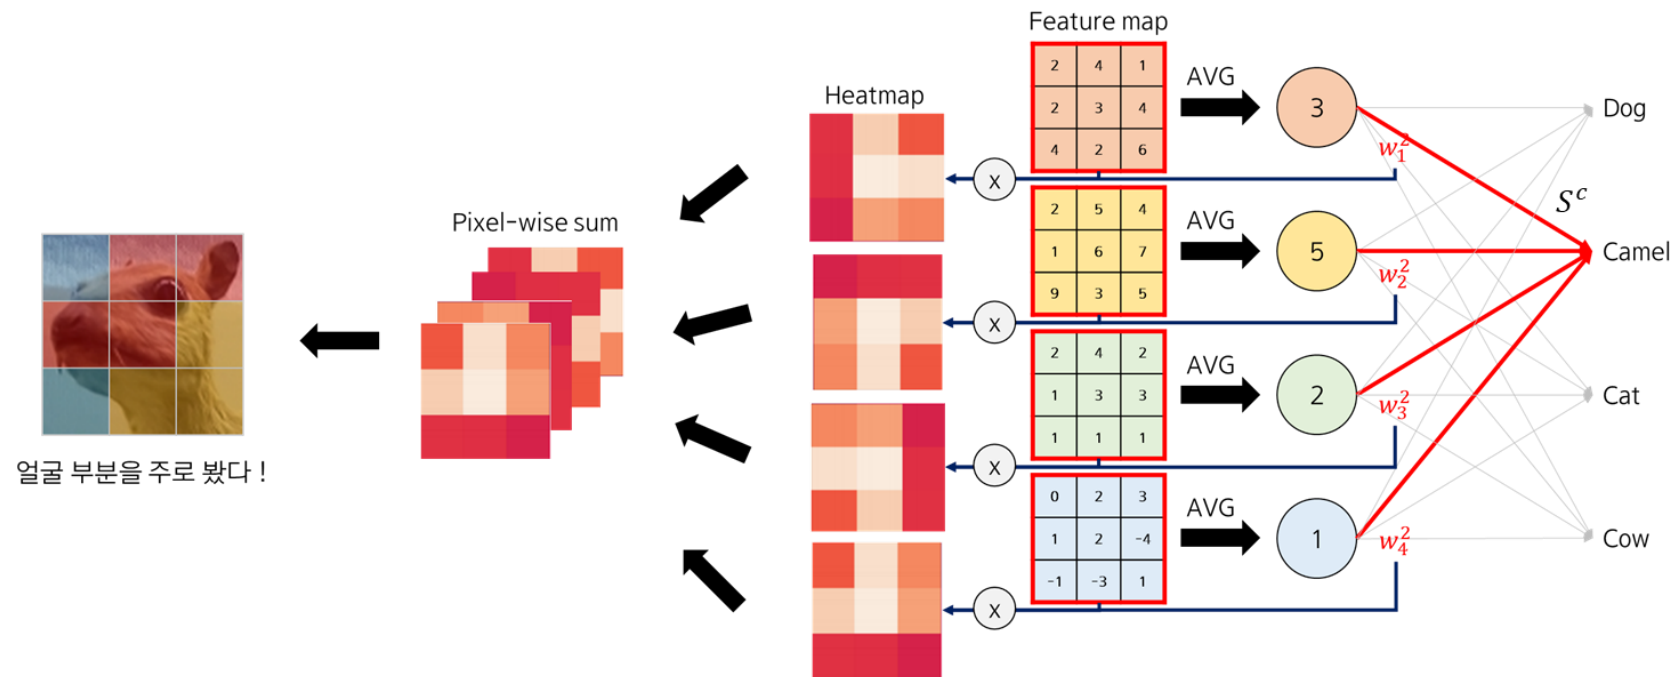 Feature map
Heatmap
Pixel-wise sum
얼굴 부분을 주로 봤다 !
2 4 1
2 3 4
4 2 6
AVG
3
w₁²
x
2 5 4
1 6 7
9 3 5
AVG
5
w₂²
x
2 4 2
1 3 3
1 1 1
AVG
2
w₃²
x
0 2 3
1 2 -4
-1 -3 1
AVG
1
w₄²
x
Sᶜ
Dog
Camel
Cat
Cow